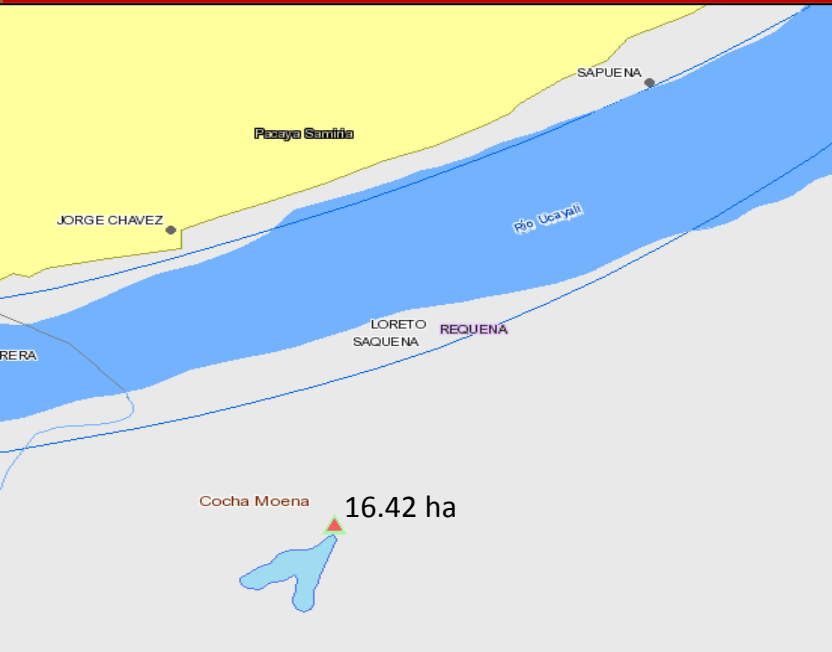 SAPUENA
Pacaya Samiria
JORGE CHAVEZ
Río Ucayali
LORETO
REQUENA
SAQUENA
RERA
Cocha Moena
16.42 ha